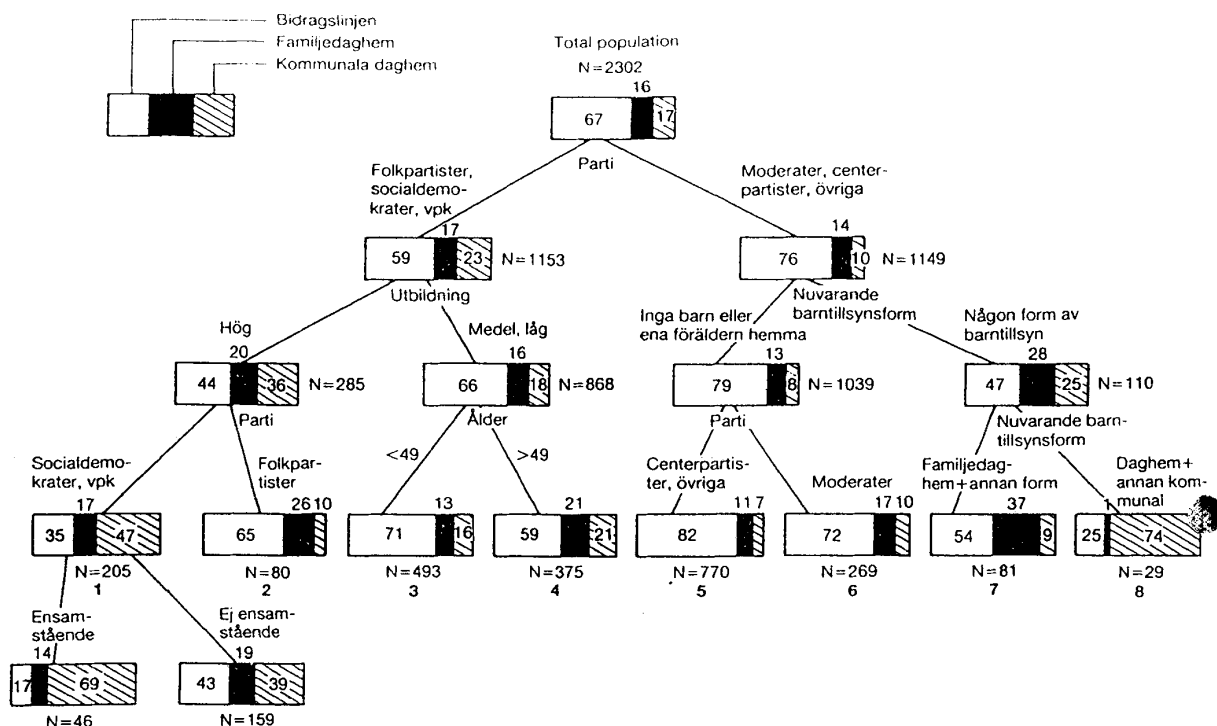 Bidragslinjen
Familjedaghem
Kommunala daghem
Total population
N=2302
16
67
17
Parti
Folkpartister,
socialdemo-
krater, vpk
17
59
23
N=1153
Utbildning
Moderater, center-
partister, övriga
14
76
10
N=1149
Nuvarande
barntillsynsform
Hög
20
44
36
N=285
Parti
Medel, låg
16
66
18
N=868
Ålder
Inga barn eller
ena föräldern hemma
13
79
8
N=1039
Parti
Någon form av
barntillsyn
28
47
25
N=110
Nuvarande barn-
tillsynsform
Socialdemo-
krater, vpk
17
35
47
N=205
1
Folkpar-
tister
26 10
65
N=80
2
<49
13
71
16
N=493
3
>49
21
59
21
N=375
4
Centerpartis-
ter, övriga
11 7
82
N=770
5
Moderater
17 10
72
N=269
6
Familjedag-
hem+annan form
37
54
9
N=81
7
Daghem+
annan kom-
munal
1
25
74
N=29
8
Ensam-
stående
14
17
69
N=46
Ej ensam-
stående
19
43
39
N=159